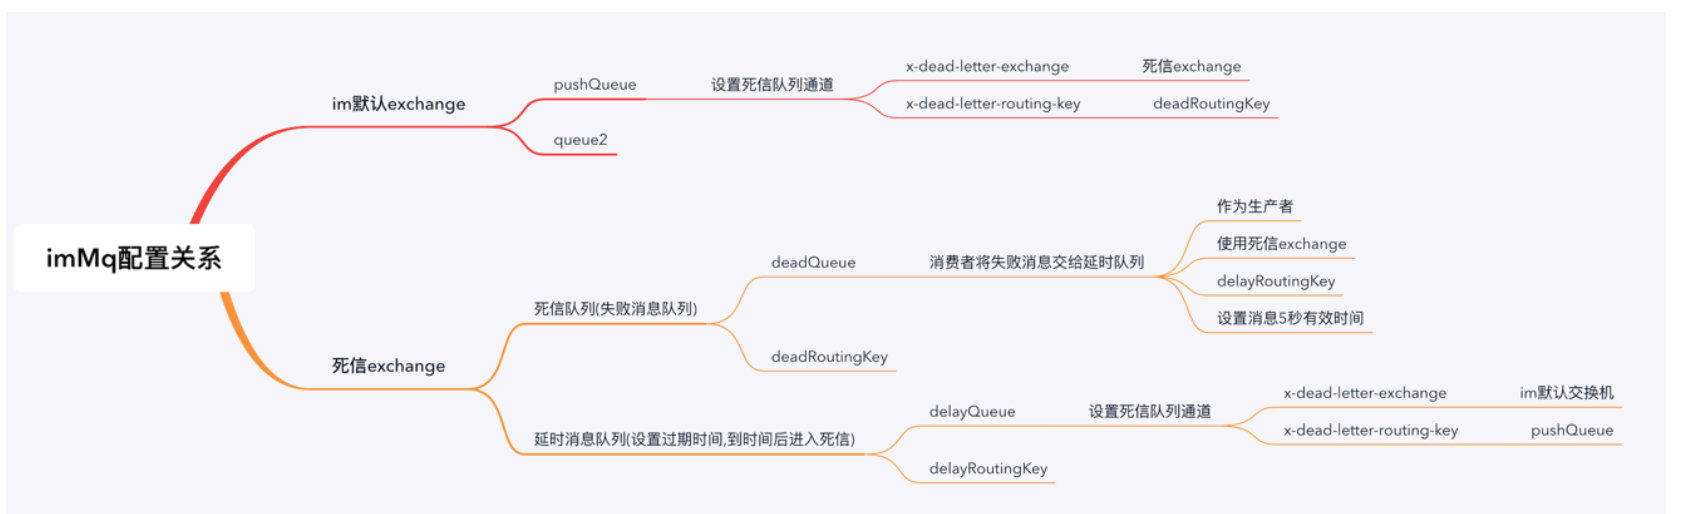 imMq配置关系
im默认exchange
pushQueue
设置死信队列通道
x-dead-letter-exchange
死信exchange
x-dead-letter-routing-key
deadRoutingKey
queue2
死信exchange
死信队列(失败消息队列)
deadQueue
消费者将失败消息交给延时队列
作为生产者
使用死信exchange
delayRoutingKey
设置消息5秒有效时间
deadRoutingKey
延时消息队列(设置过期时间,到时间后进入死信)
delayQueue
设置死信队列通道
x-dead-letter-exchange
im默认交换机
x-dead-letter-routing-key
pushQueue
delayRoutingKey